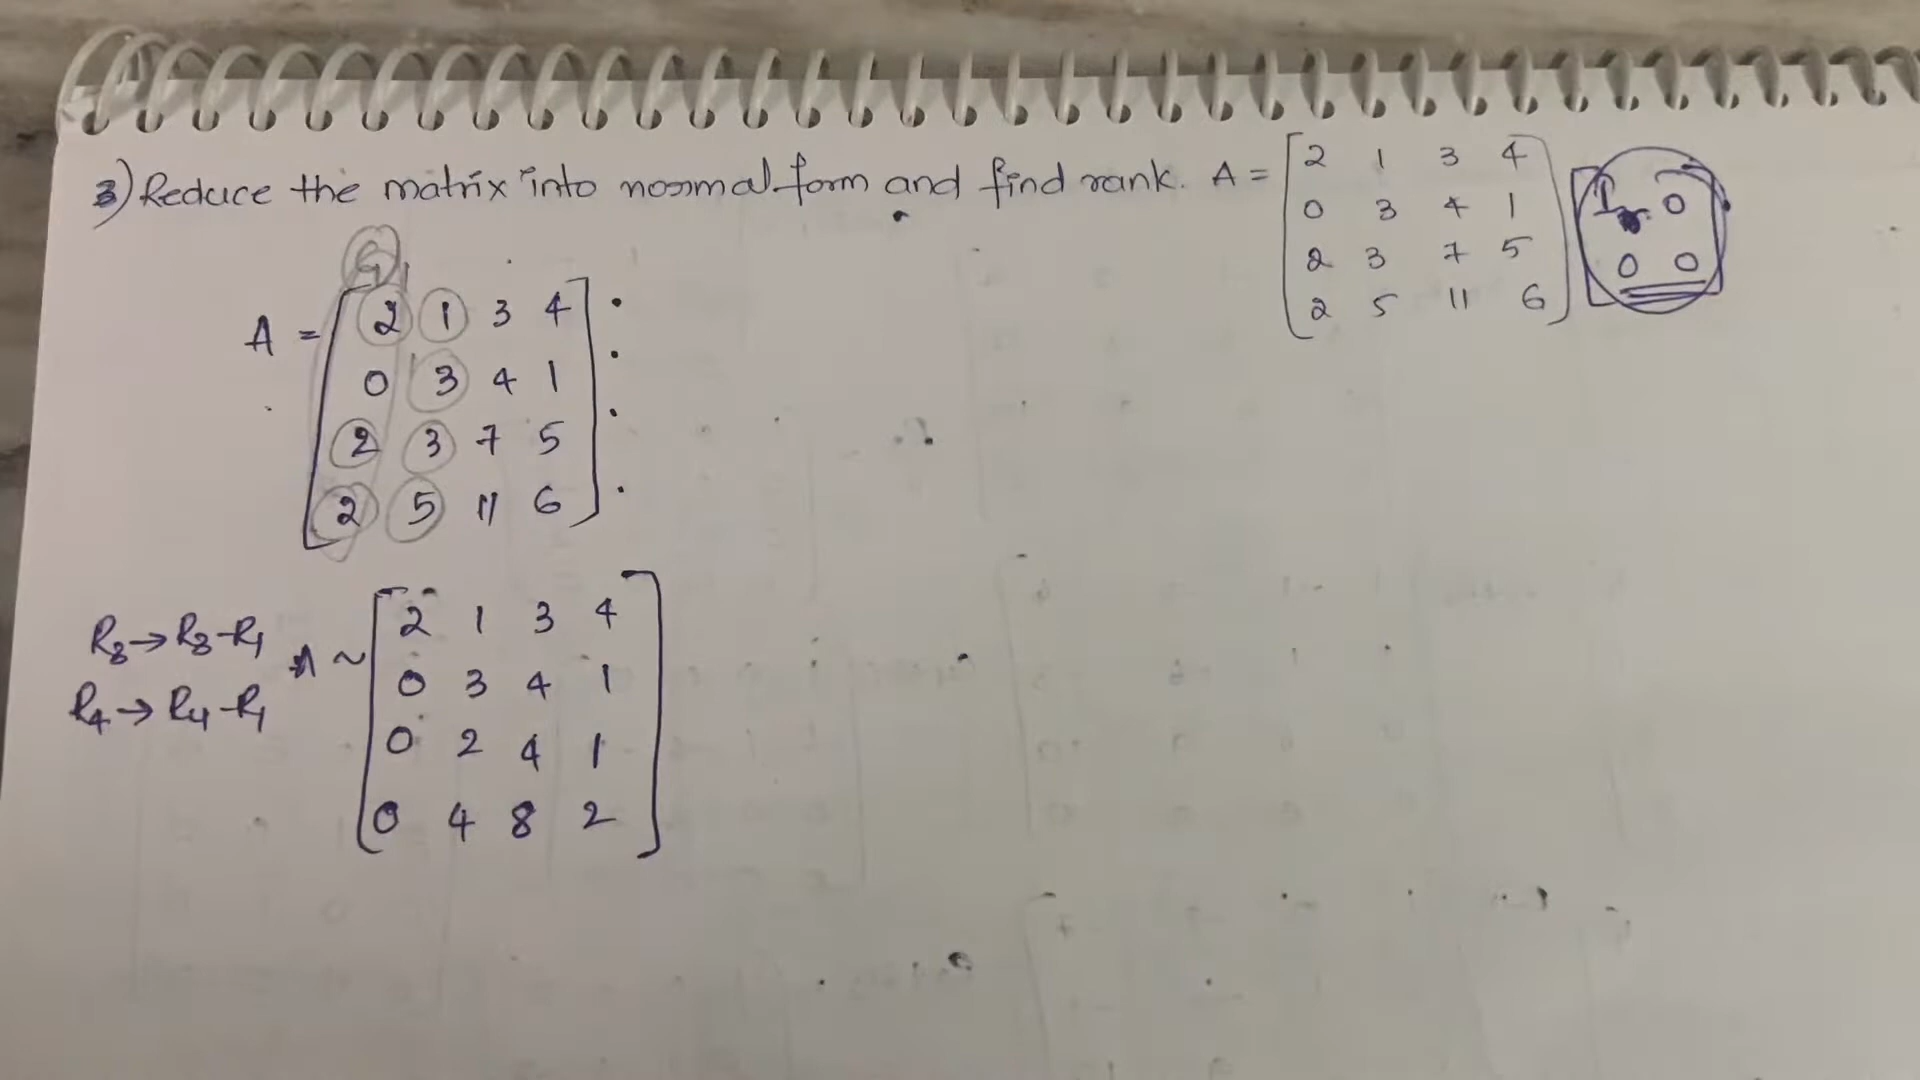 3) Reduce the matrix into normal form and find rank. A = [ 2 1 3 4
0 3 4 1
2 3 7 5
2 5 11 6 ]
[ Ir 0
0 0 ]
A = [ 2 1 3 4
0 3 4 1
2 3 7 5
2 5 11 6 ]
R3→R3-R1
R4→R4-R1
A ~ [ 2 1 3 4
0 3 4 1
0 2 4 1
0 4 8 2 ]